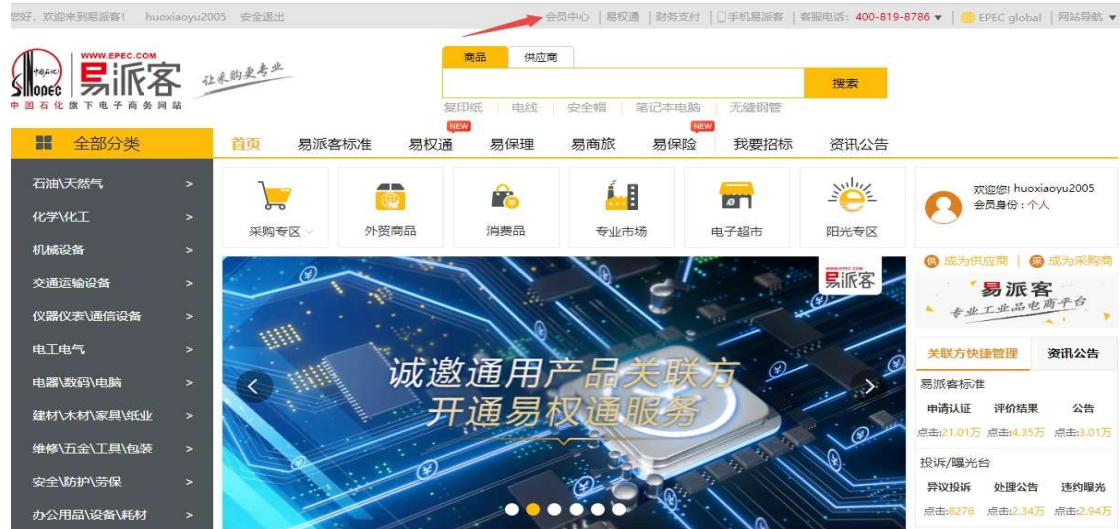 您好，欢迎来到易派客！ huoxiaoyu2005 安全退出
会员中心 | 易权通 | 财务支付 | 手机易派客 | 客服电话：400-819-8786 ▼ | EPEC global | 网站导航 ▼
WWW.EPEC.COM
SINOPEC
易派客
中国石化旗下电子商务网站
让采购更专业
商品 供应商
搜索
复印纸 | 电线 | 安全帽 | 笔记本电脑 | 无缝钢管
NEW NEW
全部分类
首页 易派客标准 易权通 易保理 易商旅 易保险 我要招标 资讯公告
石油\天然气 >
化学\化工 >
机械设备 >
交通运输设备 >
仪器仪表\通信设备 >
电工电气 >
电器\数码\电脑 >
建材\木材\家具\纸业 >
维修\五金\工具\包装 >
安全\防护\劳保 >
办公用品\设备\耗材 >
采购专区 外贸商品 消费品 专业市场 电子超市 阳光专区
WWW.EPEC.COM
易派客
诚邀通用产品关联方
开通易权通服务
欢迎您! huoxiaoyu2005
会员身份：个人
供 成为供应商 | 采 成为采购商
易派客
专业工业品电商平台
关联方快捷管理 资讯公告
易派客标准
申请认证 评价结果 公告
点击:21.01万 点击:4.35万 点击:3.01万
投诉/曝光台
异议投诉 处理公告 违约曝光
点击:8276 点击:2.34万 点击:2.94万